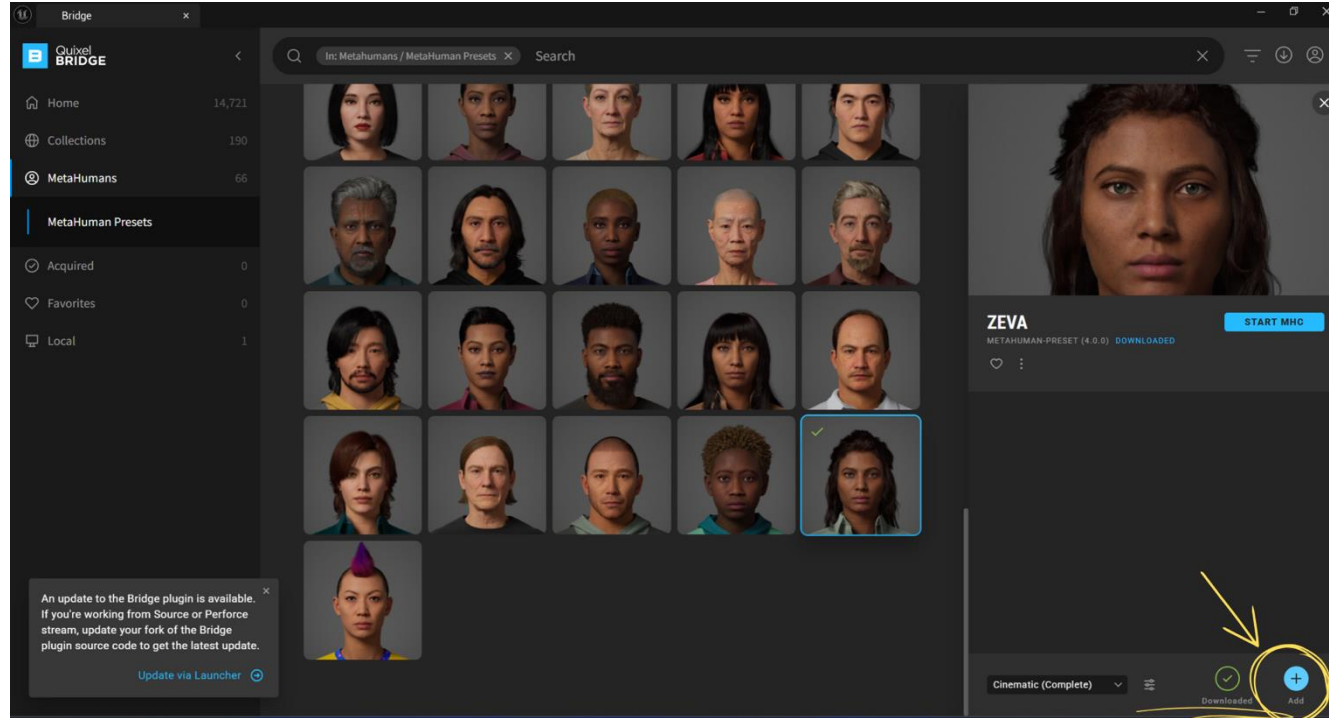 Bridge
Quixel
BRIDGE
In: Metahumans / MetaHuman Presets
Search
Home 14,721
Collections 190
MetaHumans 66
MetaHuman Presets
Acquired 0
Favorites 0
Local 1
ZEVA
START MHC
METAHUMAN-PRESET (4.0.0) DOWNLOADED
An update to the Bridge plugin is available.
If you're working from Source or Perforce
stream, update your fork of the Bridge
plugin source code to get the latest update.
Update via Launcher
Cinematic (Complete)
Downloaded
Add